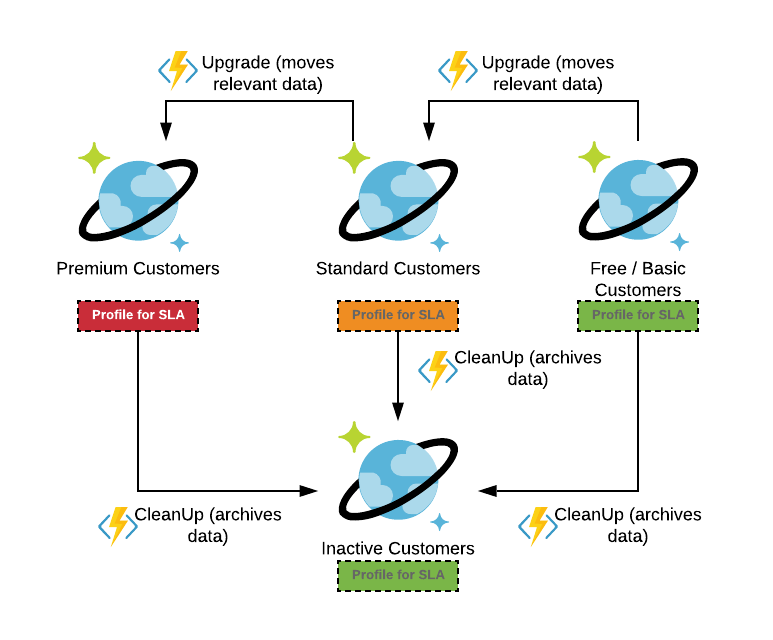 Upgrade (moves
relevant data)
Upgrade (moves
relevant data)
Premium Customers
Standard Customers
Free / Basic
Customers
Profile for SLA
Profile for SLA
Profile for SLA
CleanUp (archives
data)
CleanUp (archives
data)
CleanUp (archives
data)
Inactive Customers
Profile for SLA